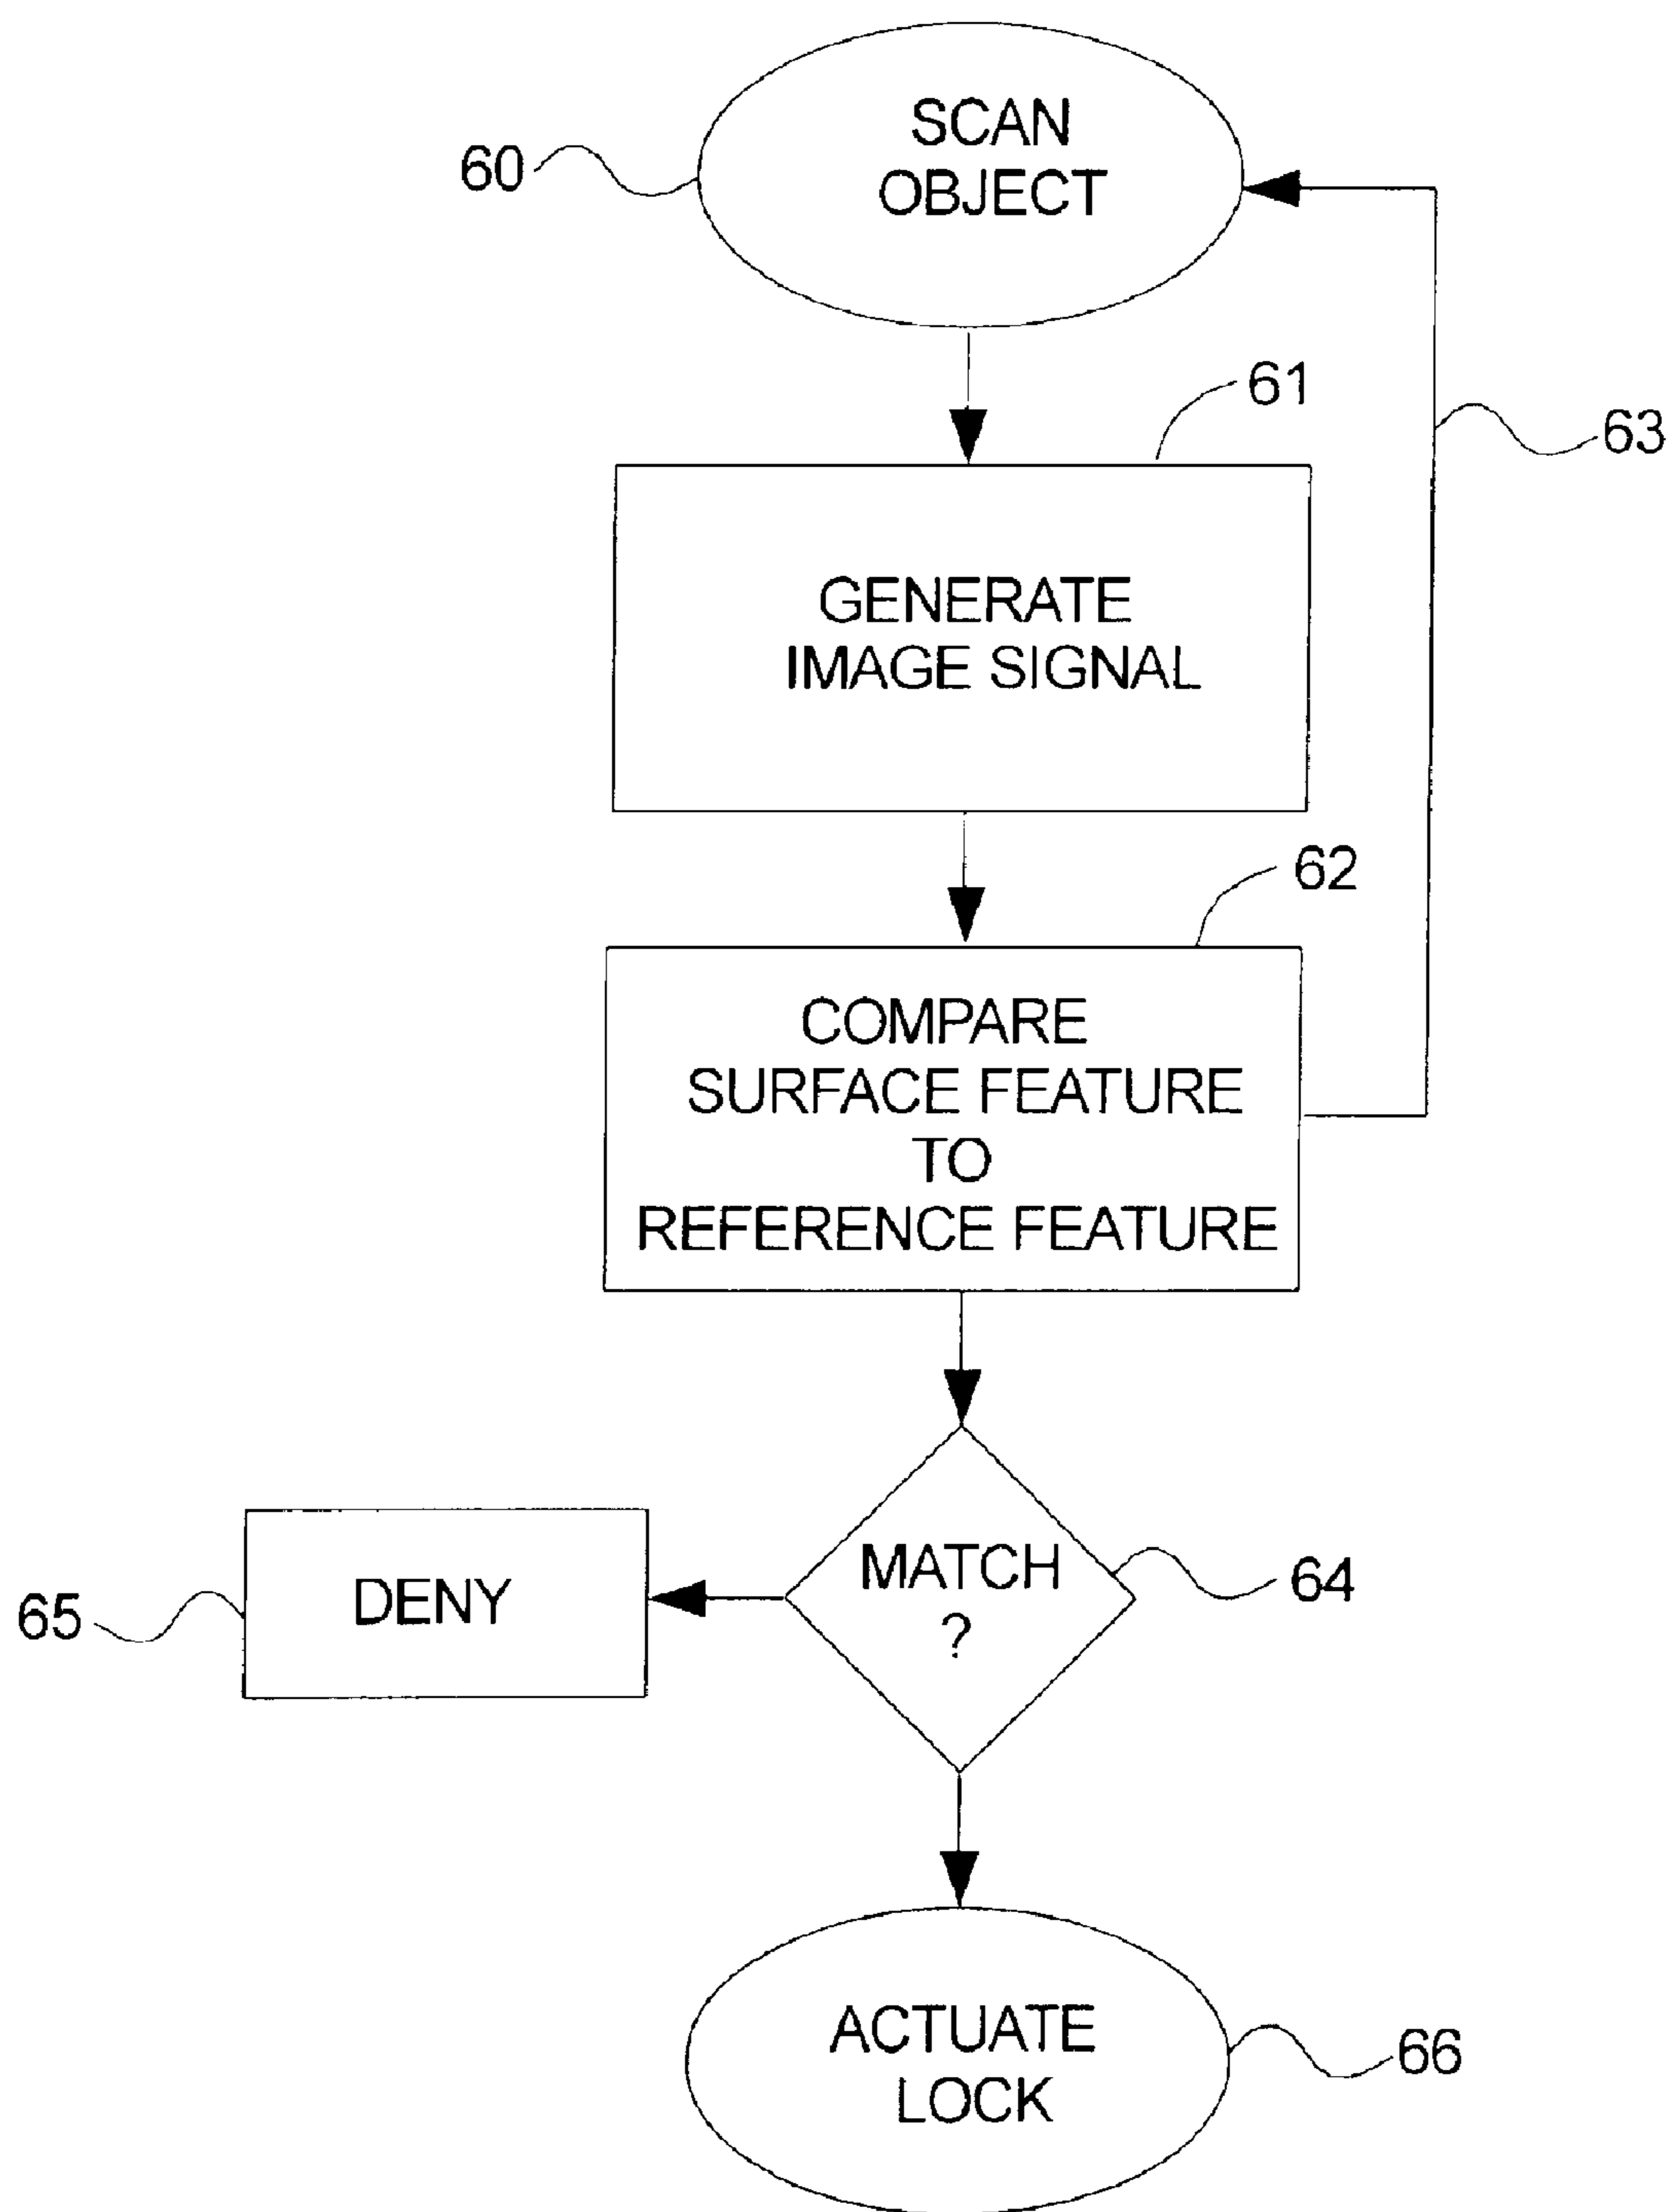 SCAN
OBJECT
60
61
63
GENERATE
IMAGE SIGNAL
62
COMPARE
SURFACE FEATURE
TO
REFERENCE FEATURE
MATCH
?
64
DENY
65
ACTUATE
LOCK
66